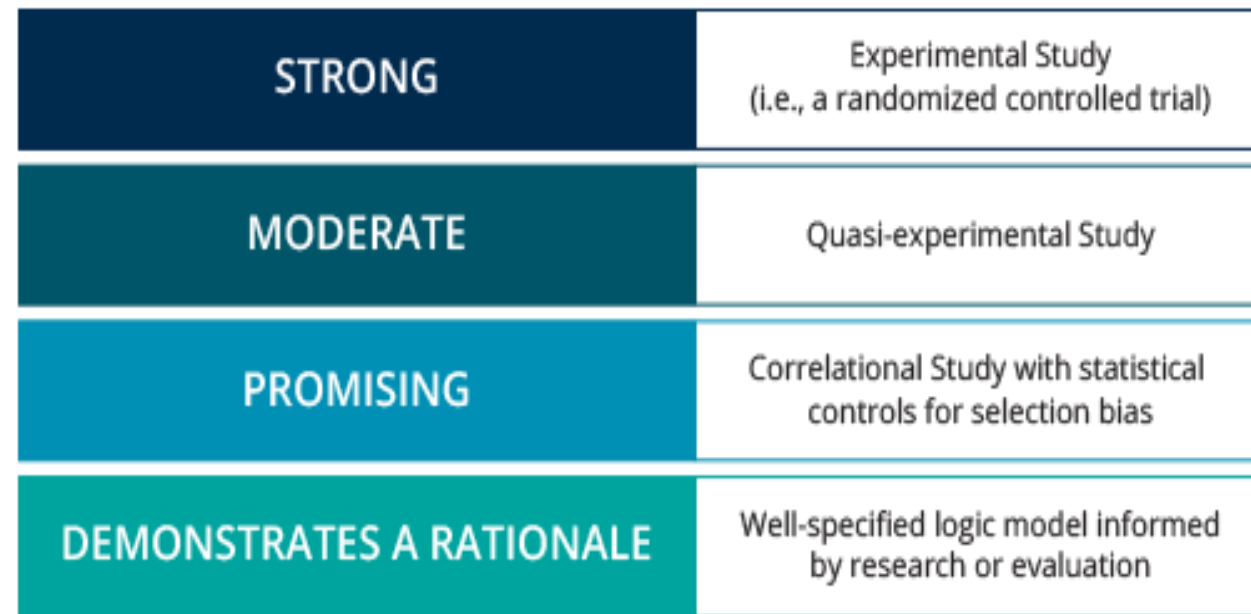 STRONG
Experimental Study
(i.e., a randomized controlled trial)
MODERATE
Quasi-experimental Study
PROMISING
Correlational Study with statistical
controls for selection bias
DEMONSTRATES A RATIONALE
Well-specified logic model informed
by research or evaluation